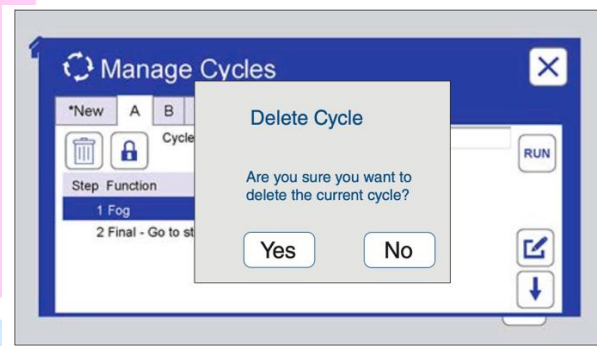 Manage Cycles
*New A B
Cycle
RUN
Step Function
1 Fog
2 Final - Go to st
Delete Cycle
Are you sure you want to
delete the current cycle?
Yes No